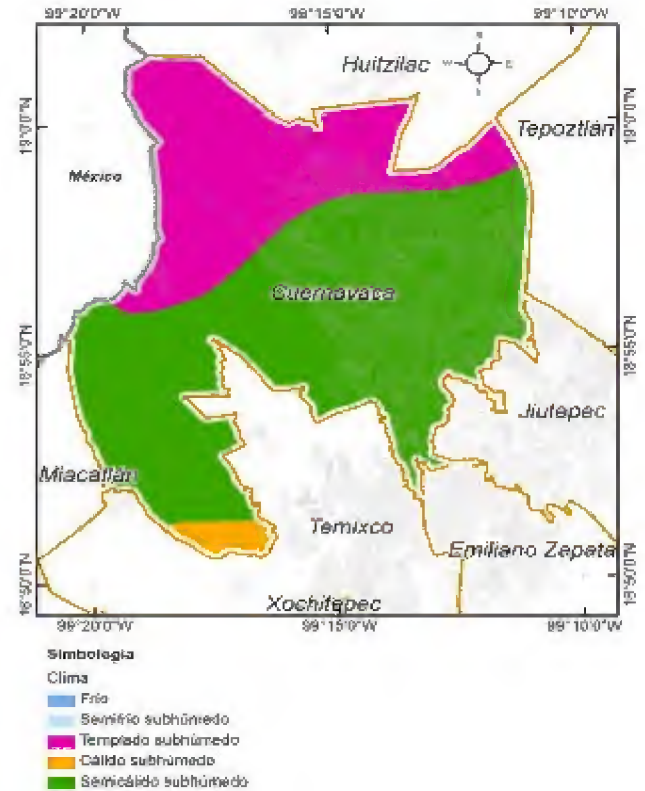 99°20'0"W 99°15'0"W 99°10'0"W
Huitzilac
N
W E
S
19°0'0"N
Tepoztlán
19°0'0"N
México
Cuernavaca
18°55'0"N
18°55'0"N
Jiutepec
Miacatlán
Temixco
Emiliano Zapata
18°50'0"N
18°50'0"N
Xochitepec
99°20'0"W 99°15'0"W 99°10'0"W
Simbología
Clima
Frío
Semifrío subhúmedo
Templado subhúmedo
Cálido subhúmedo
Semicálido subhúmedo